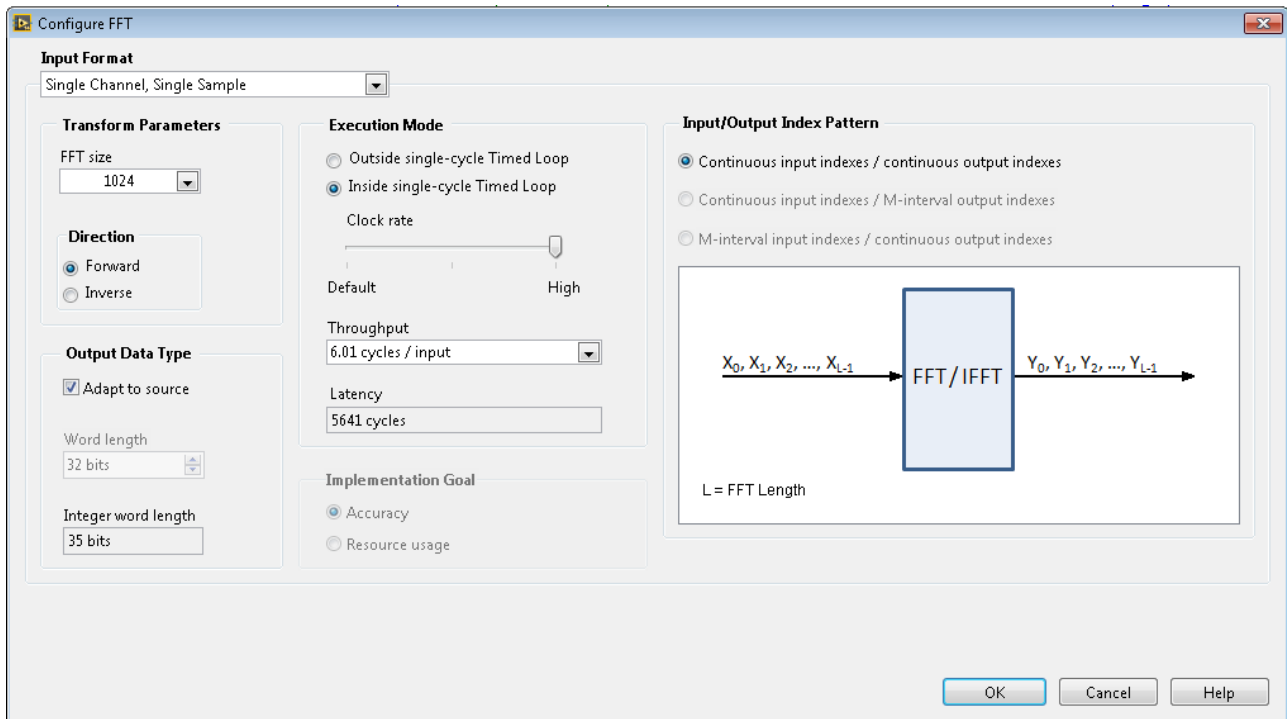 Configure FFT
Input Format
Single Channel, Single Sample
Transform Parameters
FFT size
1024
Direction
Forward
Inverse
Output Data Type
Adapt to source
Word length
32 bits
Integer word length
35 bits
Execution Mode
Outside single-cycle Timed Loop
Inside single-cycle Timed Loop
Clock rate
Default High
Throughput
6.01 cycles / input
Latency
5641 cycles
Implementation Goal
Accuracy
Resource usage
Input/Output Index Pattern
Continuous input indexes / continuous output indexes
Continuous input indexes / M-interval output indexes
M-interval input indexes / continuous output indexes
X₀, X₁, X₂, ..., X_L-1 FFT/IFFT Y₀, Y₁, Y₂, ..., Y_L-1
L = FFT Length
OK Cancel Help